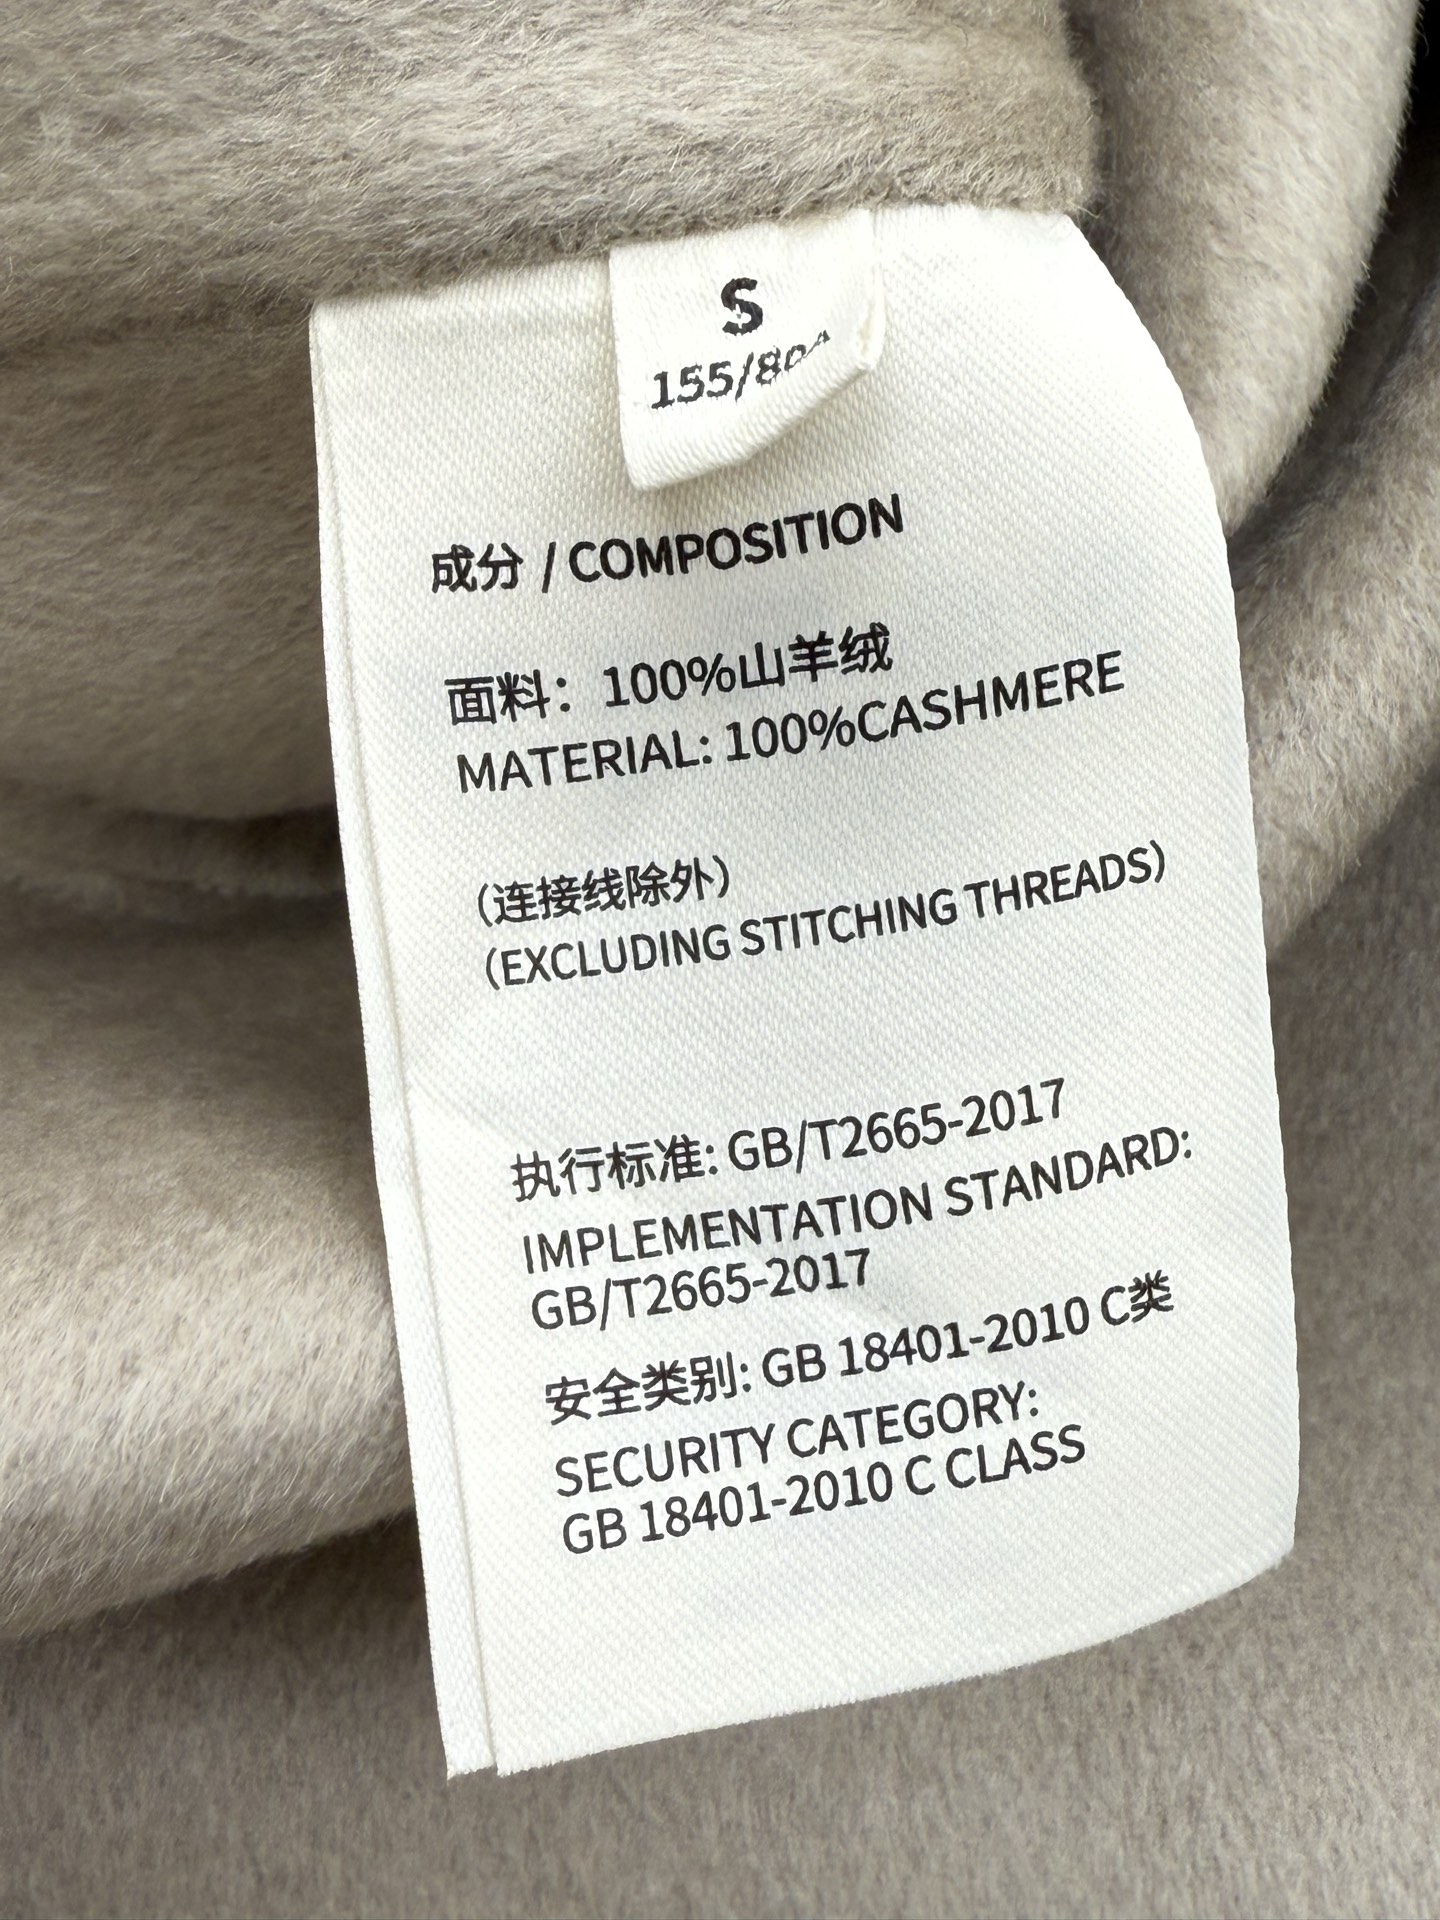 S
成分 / COMPOSITION
面料：100%山羊绒
MATERIAL: 100%CASHMERE
（连接线除外）
(EXCLUDING STITCHING THREADS)
执行标准: GB/T2665-2017
IMPLEMENTATION STANDARD:
GB/T2665-2017
安全类别: GB 18401-2010 C类
SECURITY CATEGORY:
GB 18401-2010 C CLASS